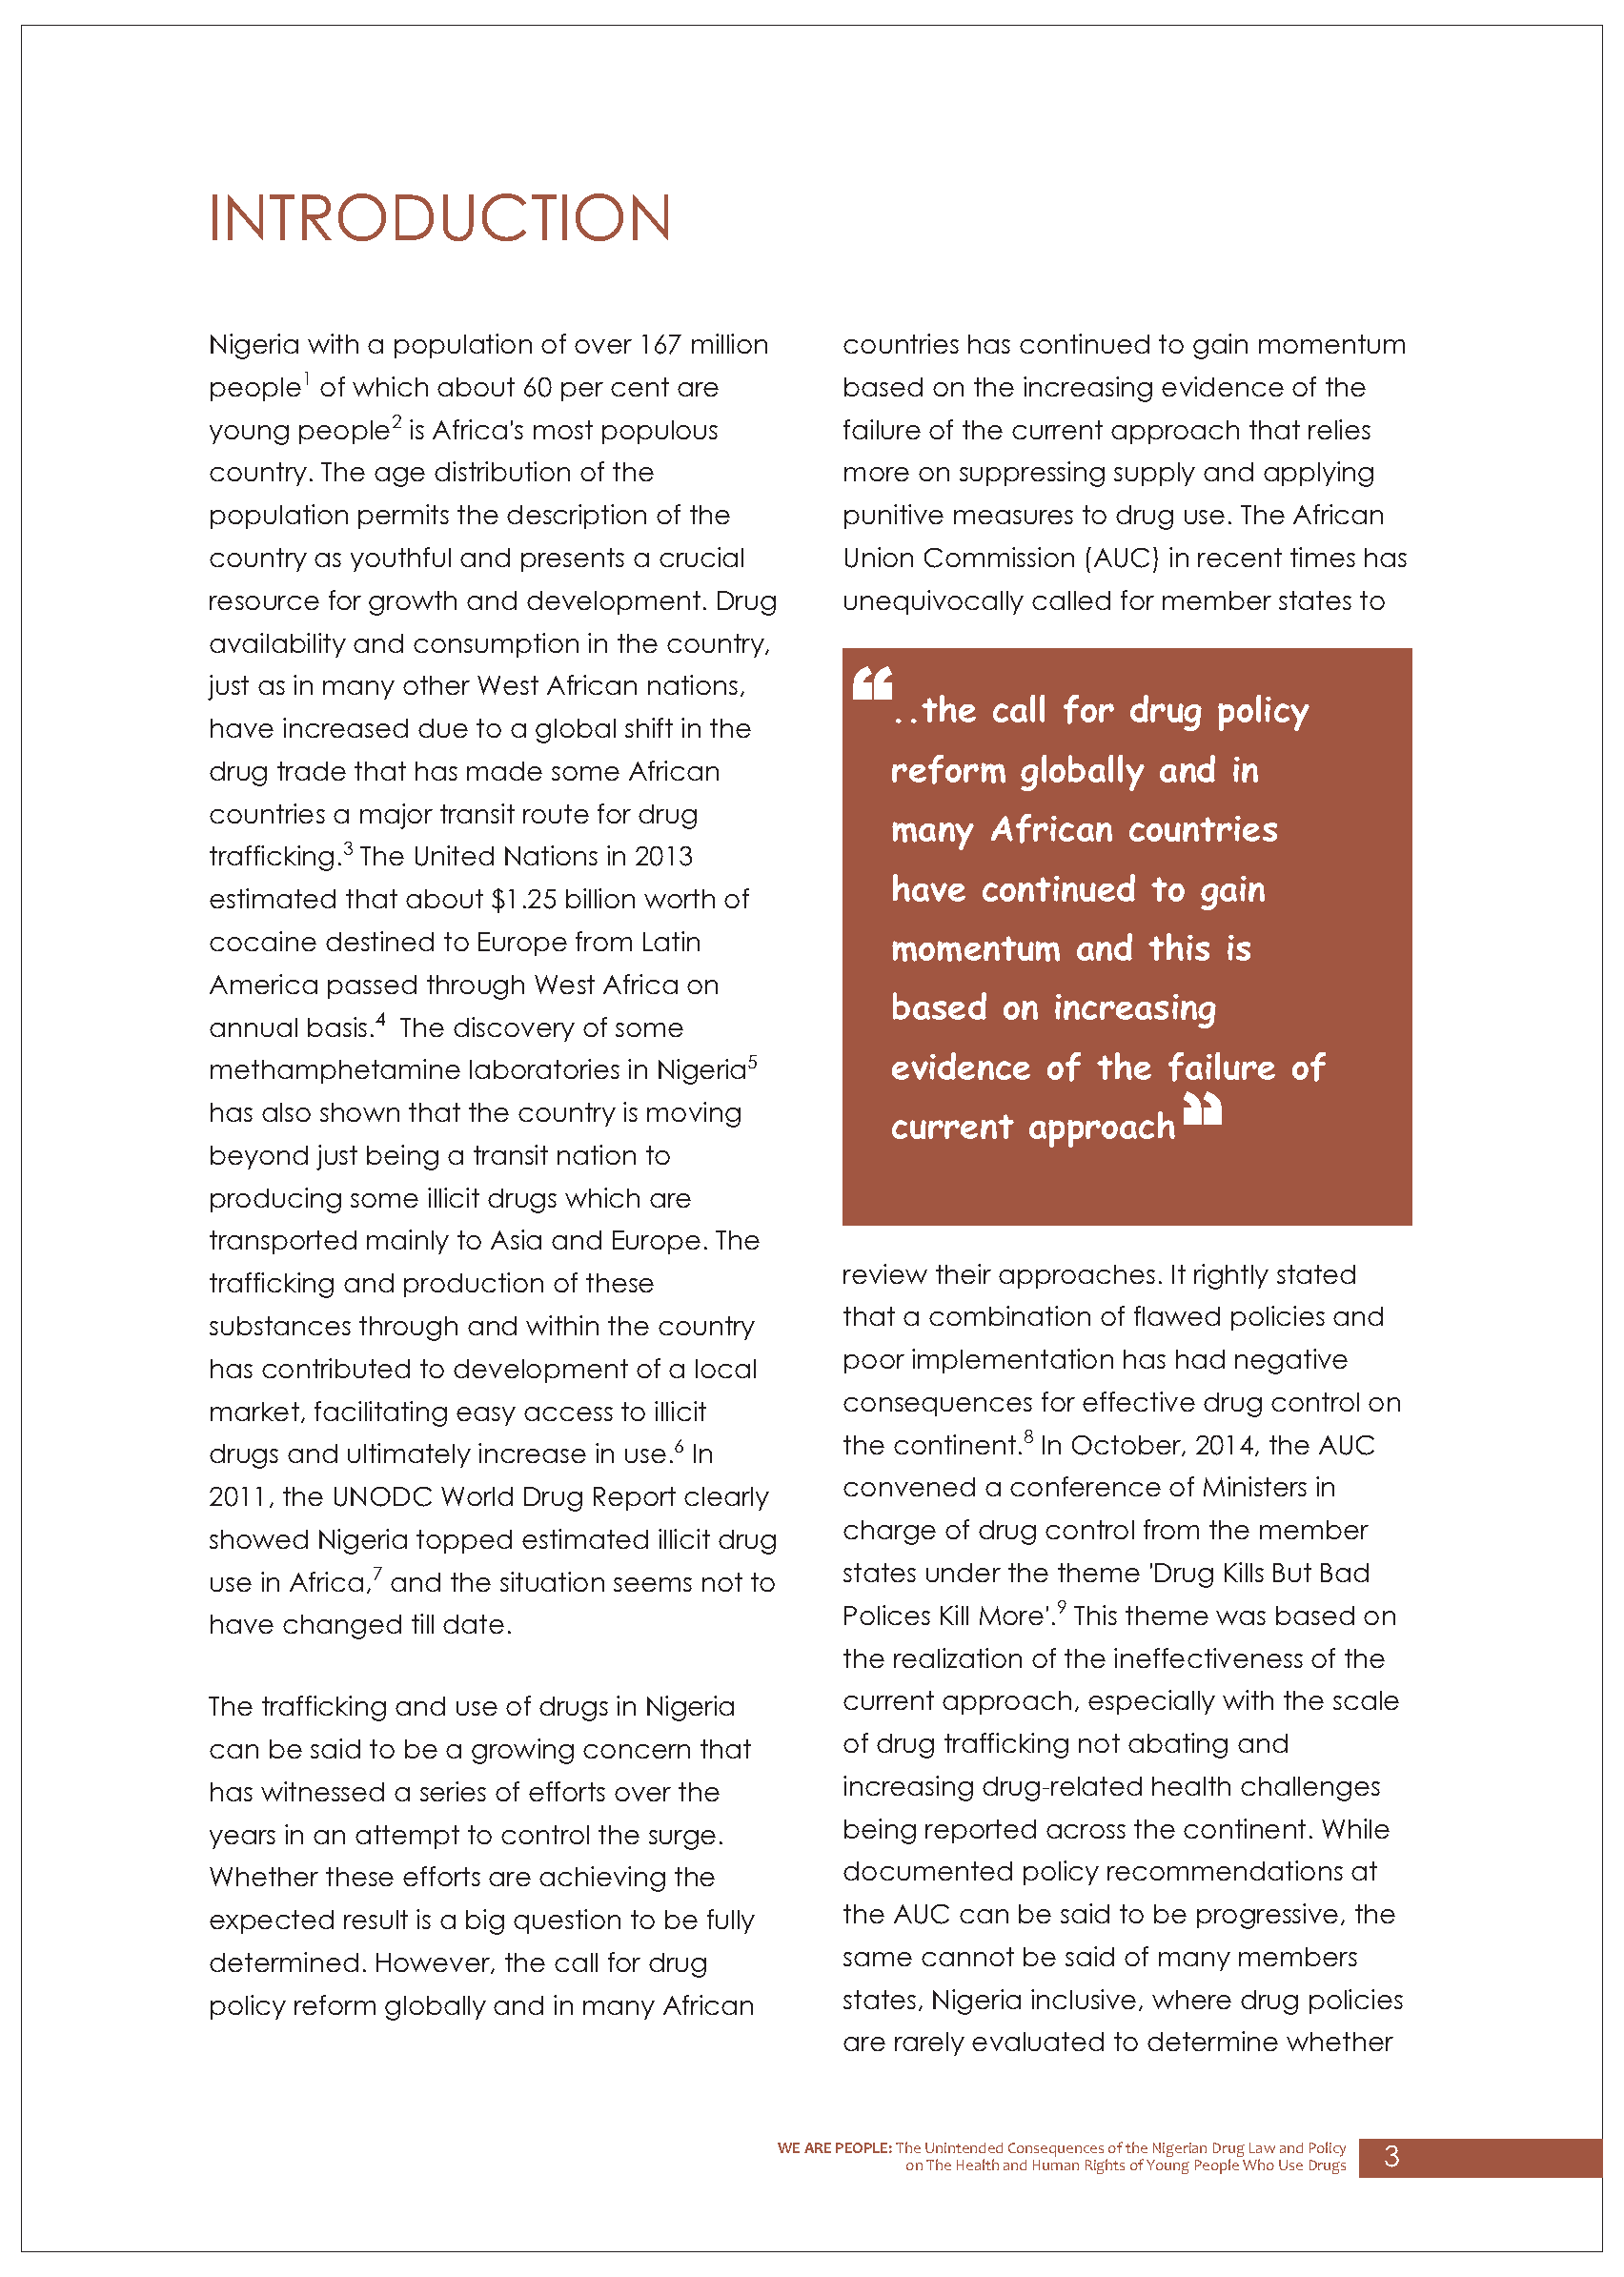 INTRODUCTION
Nigeria with a population of over 167 million
people1 of which about 60 per cent are
young people2 is Africa's most populous
country. The age distribution of the
population permits the description of the
country as youthful and presents a crucial
resource for growth and development. Drug
availability and consumption in the country,
just as in many other West African nations,
have increased due to a global shift in the
drug trade that has made some African
countries a major transit route for drug
trafficking.3 The United Nations in 2013
estimated that about $1.25 billion worth of
cocaine destined to Europe from Latin
America passed through West Africa on
annual basis.4 The discovery of some
methamphetamine laboratories in Nigeria5
has also shown that the country is moving
beyond just being a transit nation to
producing some illicit drugs which are
transported mainly to Asia and Europe. The
trafficking and production of these
substances through and within the country
has contributed to development of a local
market, facilitating easy access to illicit
drugs and ultimately increase in use.6 In
2011, the UNODC World Drug Report clearly
showed Nigeria topped estimated illicit drug
use in Africa,7 and the situation seems not to
have changed till date.
The trafficking and use of drugs in Nigeria
can be said to be a growing concern that
has witnessed a series of efforts over the
years in an attempt to control the surge.
Whether these efforts are achieving the
expected result is a big question to be fully
determined. However, the call for drug
policy reform globally and in many African
countries has continued to gain momentum
based on the increasing evidence of the
failure of the current approach that relies
more on suppressing supply and applying
punitive measures to drug use. The African
Union Commission (AUC) in recent times has
unequivocally called for member states to
“..the call for drug policy
reform globally and in
many African countries
have continued to gain
momentum and this is
based on increasing
evidence of the failure of
current approach”
review their approaches. It rightly stated
that a combination of flawed policies and
poor implementation has had negative
consequences for effective drug control on
the continent.8 In October, 2014, the AUC
convened a conference of Ministers in
charge of drug control from the member
states under the theme 'Drug Kills But Bad
Polices Kill More'.9 This theme was based on
the realization of the ineffectiveness of the
current approach, especially with the scale
of drug trafficking not abating and
increasing drug-related health challenges
being reported across the continent. While
documented policy recommendations at
the AUC can be said to be progressive, the
same cannot be said of many members
states, Nigeria inclusive, where drug policies
are rarely evaluated to determine whether
WE ARE PEOPLE: The Unintended Consequences of the Nigerian Drug Law and Policy
on The Health and Human Rights of Young People Who Use Drugs
3